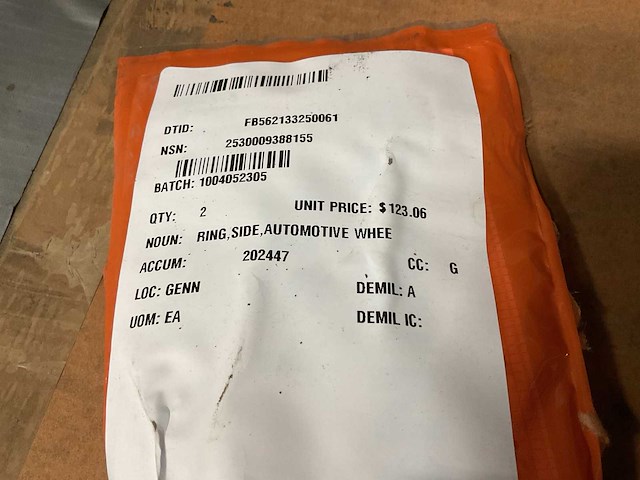 DTID: FB562133250061
NSN: 2530009388155
BATCH: 1004052305
QTY: 2 UNIT PRICE: $123.06
NOUN: RING,SIDE,AUTOMOTIVE WHEE
ACCUM: 202447 CC: G
LOC: GENN DEMIL: A
UOM: EA DEMIL IC: